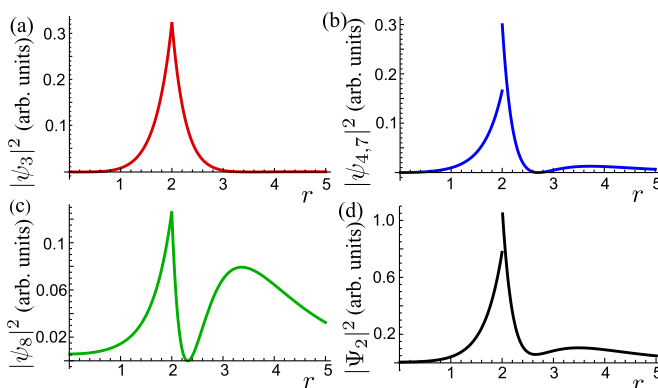 (a)
|ψ₃|² (arb. units)
0.3
0.2
0.1
1 2 3 4 5
r
(b)
|ψ₄,₇|² (arb. units)
0.3
0.2
0.1
1 2 3 4 5
r
(c)
|ψ₈|² (arb. units)
0.1
0.06
0.02
1 2 3 4 5
r
(d)
|Ψ₂|² (arb. units)
1.0
0.6
0.2
1 2 3 4 5
r